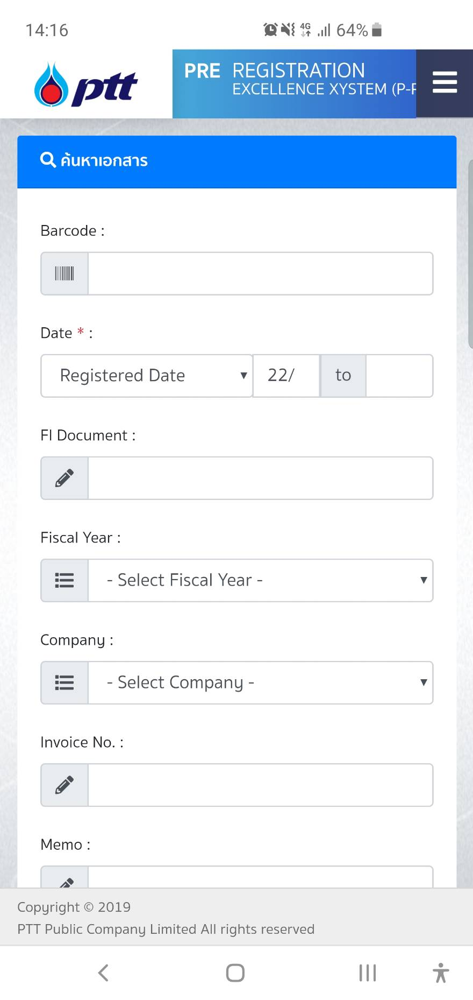 14:16
4G
64%
ptt
PRE REGISTRATION
EXCELLENCE XYSTEM (P-
ค้นหาเอกสาร
Barcode :
Date * :
Registered Date
22/
to
FI Document :
Fiscal Year :
- Select Fiscal Year -
Company :
- Select Company -
Invoice No. :
Memo :
Copyright © 2019
PTT Public Company Limited All rights reserved